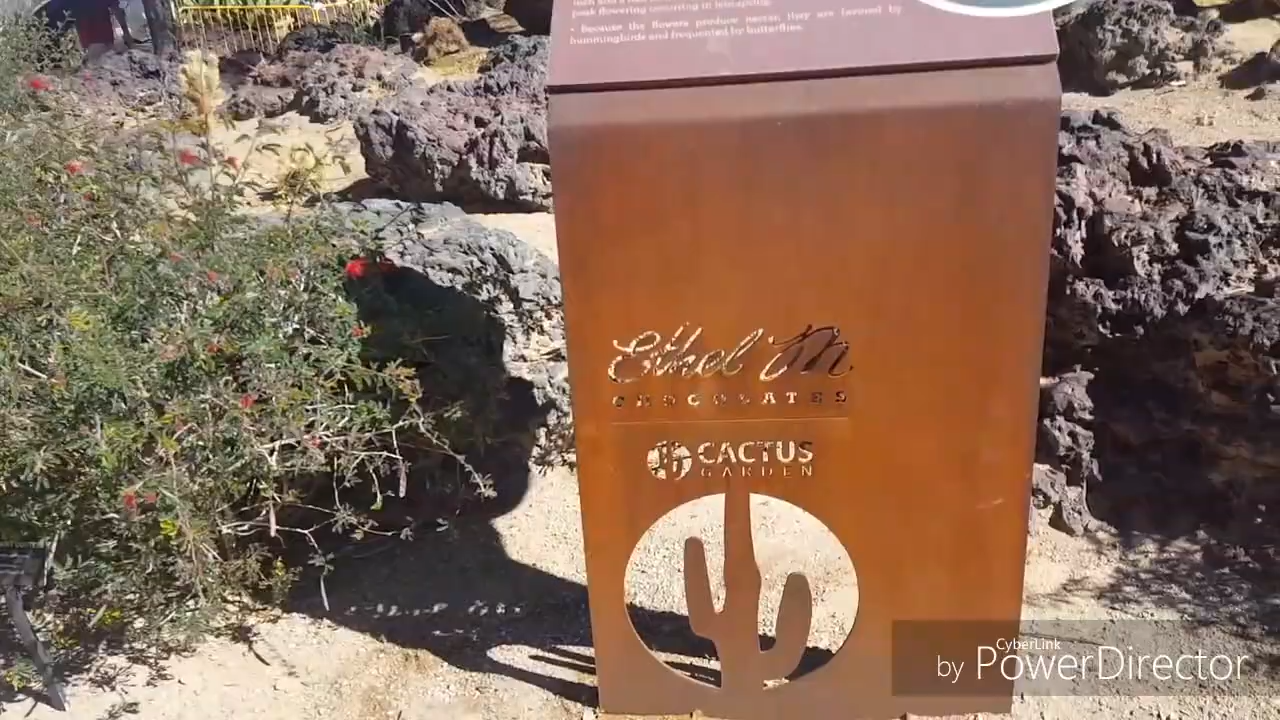 peak flowering occurring in late spring.
• Because the flowers produce nectar, they are favored by
hummingbirds and frequented by butterflies.
Ethel M
CHOCOLATES
CACTUS
GARDEN
CyberLink
by PowerDirector